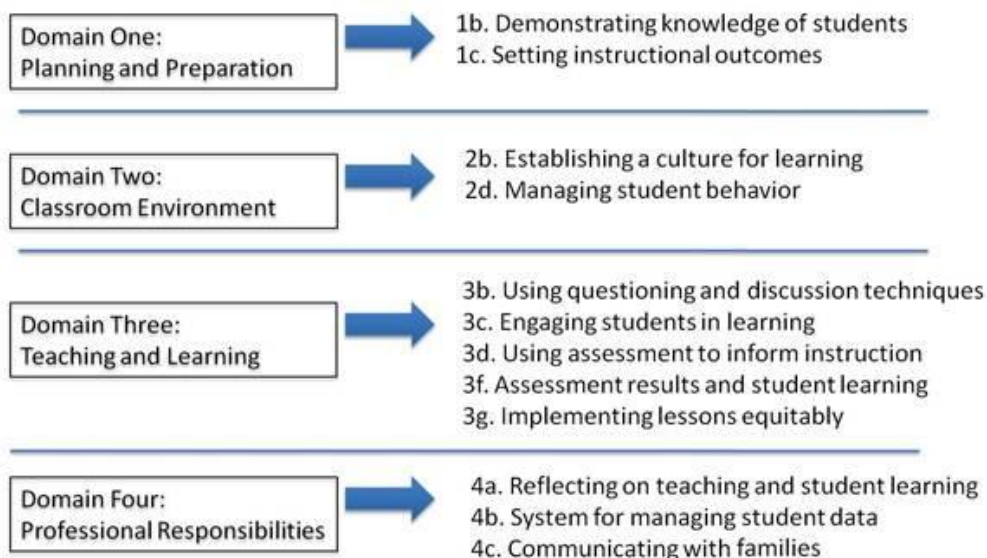 Domain One:
Planning and Preparation
1b. Demonstrating knowledge of students
1c. Setting instructional outcomes
Domain Two:
Classroom Environment
2b. Establishing a culture for learning
2d. Managing student behavior
Domain Three:
Teaching and Learning
3b. Using questioning and discussion techniques
3c. Engaging students in learning
3d. Using assessment to inform instruction
3f. Assessment results and student learning
3g. Implementing lessons equitably
Domain Four:
Professional Responsibilities
4a. Reflecting on teaching and student learning
4b. System for managing student data
4c. Communicating with families